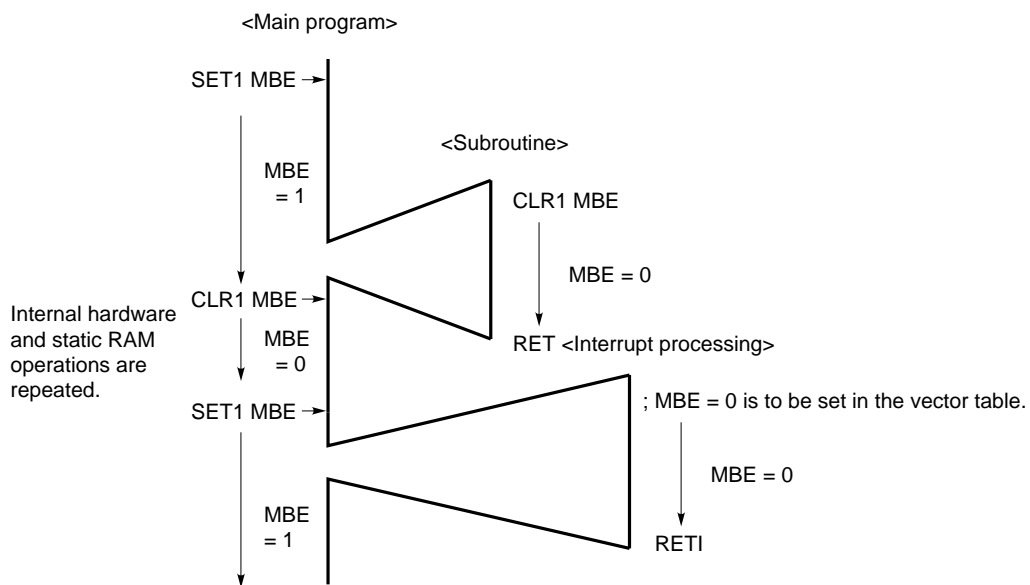 <Main program>
SET1 MBE
<Subroutine>
MBE
= 1
CLR1 MBE
MBE = 0
CLR1 MBE
Internal hardware
and static RAM
operations are
repeated.
MBE
= 0
RET <Interrupt processing>
SET1 MBE
; MBE = 0 is to be set in the vector table.
MBE = 0
MBE
= 1
RETI